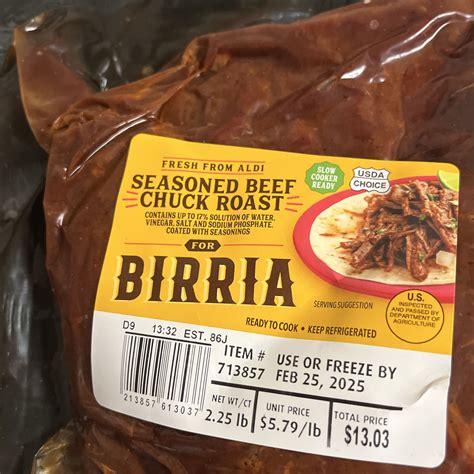 FRESH FROM ALDI
SEASONED BEEF
CHUCK ROAST
CONTAINS UP TO 17% SOLUTION OF WATER,
VINEGAR, SALT AND SODIUM PHOSPHATE.
COATED WITH SEASONINGS
FOR
BIRRIA
SLOW
COOKER
READY
USDA
CHOICE
SERVING SUGGESTION
U.S.
INSPECTED
AND PASSED BY
DEPARTMENT OF
AGRICULTURE
READY TO COOK • KEEP REFRIGERATED
D9 13:32 EST. 86J
ITEM #
713857
USE OR FREEZE BY
FEB 25, 2025
213857 613037
NET WT/CT
2.25 lb
UNIT PRICE
$5.79/lb
TOTAL PRICE
$13.03